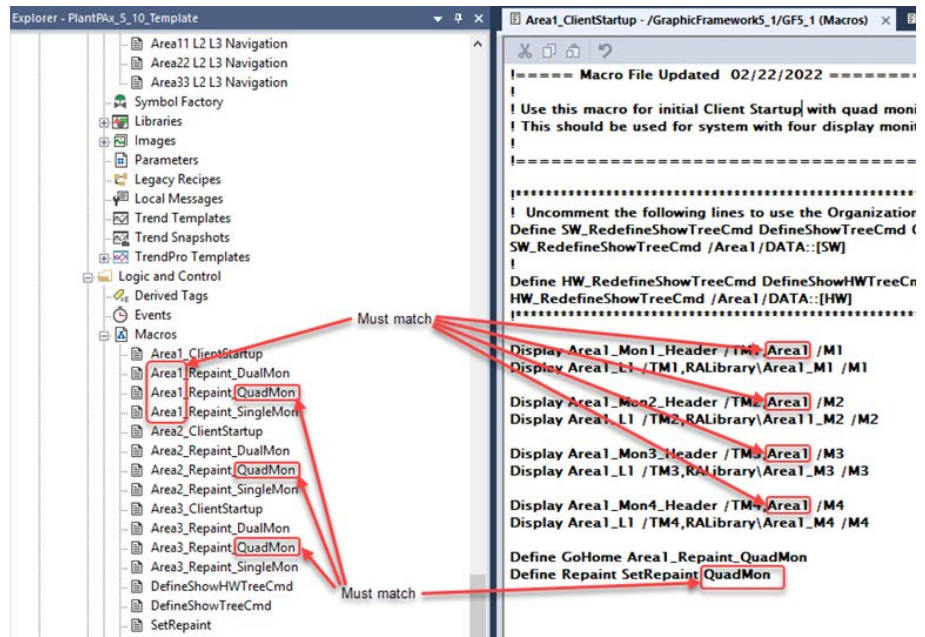 Explorer - PlantPAx_5_10_Template
Area11 L2 L3 Navigation
Area22 L2 L3 Navigation
Area33 L2 L3 Navigation
Symbol Factory
Libraries
Images
Parameters
Legacy Recipes
Local Messages
Trend Templates
Trend Snapshots
TrendPro Templates
Logic and Control
Derived Tags
Events
Macros
Area1_ClientStartup
Area1_Repaint_DualMon
Area1_Repaint_QuadMon
Area1_Repaint_SingleMon
Area2_ClientStartup
Area2_Repaint_DualMon
Area2_Repaint_QuadMon
Area2_Repaint_SingleMon
Area3_ClientStartup
Area3_Repaint_DualMon
Area3_Repaint_QuadMon
Area3_Repaint_SingleMon
DefineShowHWTreeCmd
DefineShowTreeCmd
SetRepaint
Must match
Must match
Area1_ClientStartup - /GraphicFramework5_1/GF5_1 (Macros)
!===== Macro File Updated 02/22/2022 ========
!
! Use this macro for initial Client Startup with quad moni
! This should be used for system with four display monit
!
!==========================================
!******************************************
! Uncomment the following lines to use the Organization
Define SW_RedefineShowTreeCmd DefineShowTreeCmd
SW_RedefineShowTreeCmd /Area1/DATA::[SW]
!
Define HW_RedefineShowTreeCmd DefineShowHWTreeCm
HW_RedefineShowTreeCmd /Area1/DATA::[HW]
!******************************************
Display Area1_Mon1_Header /TM1,Area1 /M1
Display Area1_L1 /TM1,RALibrary\Area1_M1 /M1
Display Area1_Mon2_Header /TM2,Area1 /M2
Display Area1_L1 /TM2,RALibrary\Area11_M2 /M2
Display Area1_Mon3_Header /TM3,Area1 /M3
Display Area1_L1 /TM3,RALibrary\Area1_M3 /M3
Display Area1_Mon4_Header /TM4,Area1 /M4
Display Area1_L1 /TM4,RALibrary\Area1_M4 /M4
Define GoHome Area1_Repaint_QuadMon
Define Repaint SetRepaint QuadMon